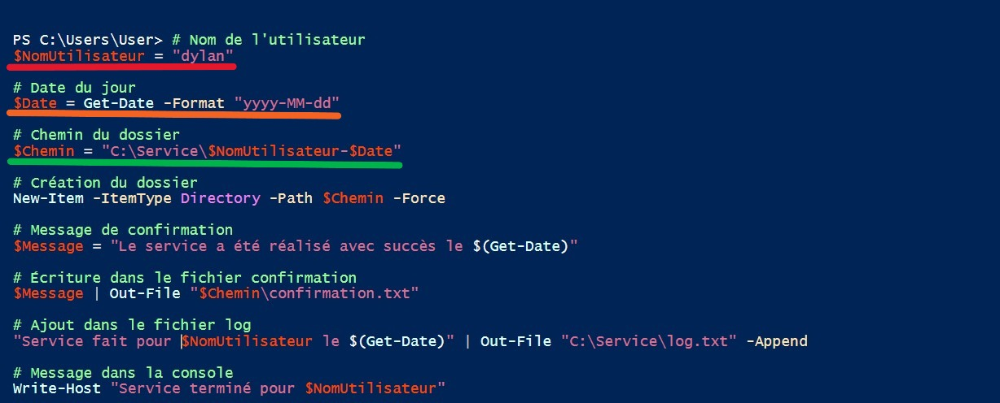 PS C:\Users\User> # Nom de l'utilisateur
$NomUtilisateur = "dylan"
# Date du jour
$Date = Get-Date -Format "yyyy-MM-dd"
# Chemin du dossier
$Chemin = "C:\Service\$NomUtilisateur-$Date"
# Création du dossier
New-Item -ItemType Directory -Path $Chemin -Force
# Message de confirmation
$Message = "Le service a été réalisé avec succès le $(Get-Date)"
# Écriture dans le fichier confirmation
$Message | Out-File "$Chemin\confirmation.txt"
# Ajout dans le fichier log
"Service fait pour $NomUtilisateur le $(Get-Date)" | Out-File "C:\Service\log.txt" -Append
# Message dans la console
Write-Host "Service terminé pour $NomUtilisateur"